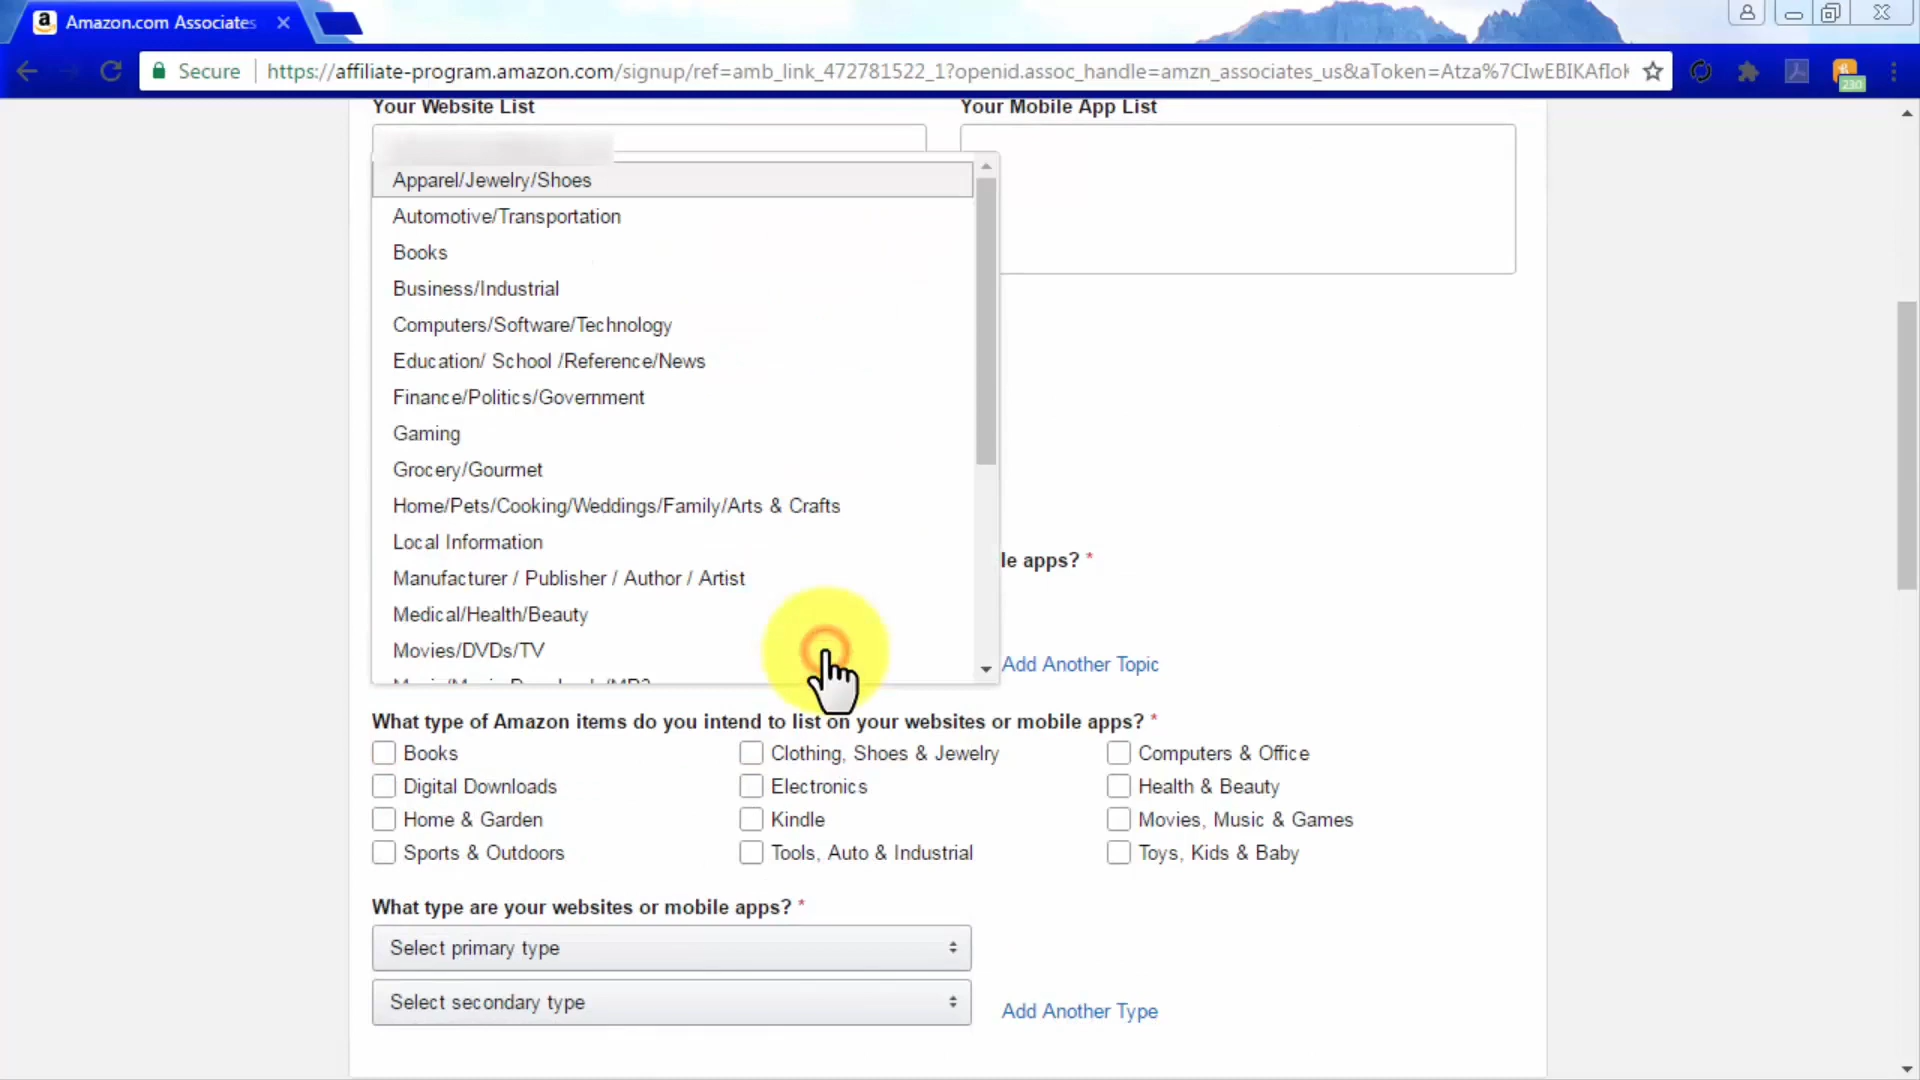 Amazon.com Associates
Secure
https://affiliate-program.amazon.com/signup/ref=amb_link_472781522_1?openid.assoc_handle=amzn_associates_us&aToken=Atza%7CIwEBIKAfIoK
230
Your Website List
Your Mobile App List
Apparel/Jewelry/Shoes
Automotive/Transportation
Books
Business/Industrial
Computers/Software/Technology
Education/ School /Reference/News
Finance/Politics/Government
Gaming
Grocery/Gourmet
Home/Pets/Cooking/Weddings/Family/Arts & Crafts
Local Information
le apps? *
Manufacturer / Publisher / Author / Artist
Medical/Health/Beauty
Movies/DVDs/TV
Add Another Topic
What type of Amazon items do you intend to list on your websites or mobile apps? *
Books
Clothing, Shoes & Jewelry
Computers & Office
Digital Downloads
Electronics
Health & Beauty
Home & Garden
Kindle
Movies, Music & Games
Sports & Outdoors
Tools, Auto & Industrial
Toys, Kids & Baby
What type are your websites or mobile apps? *
Select primary type
Select secondary type
Add Another Type